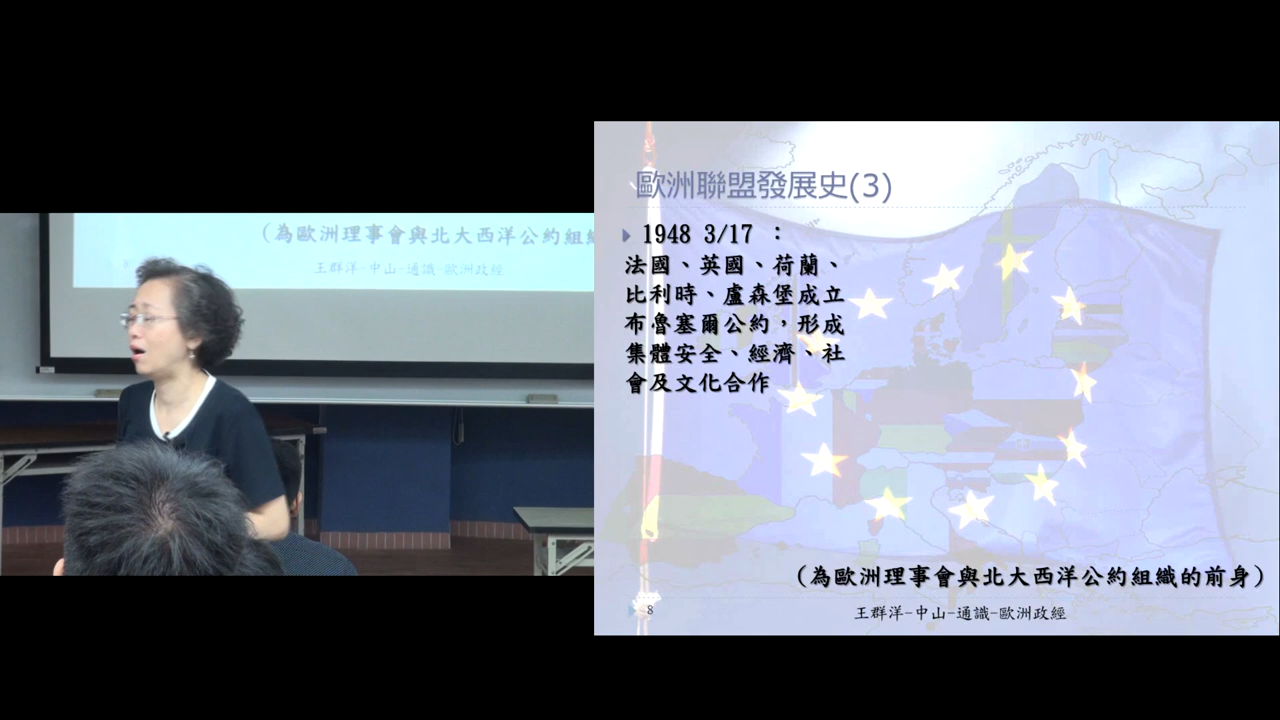 (為歐洲理事會與北大西洋公約組織
王群洋-中山-通識-歐洲政經
歐洲聯盟發展史(3)
1948 3/17 :
法國、英國、荷蘭、
比利時、盧森堡成立
布魯塞爾公約，形成
集體安全、經濟、社
會及文化合作
(為歐洲理事會與北大西洋公約組織的前身)
8
王群洋-中山-通識-歐洲政經